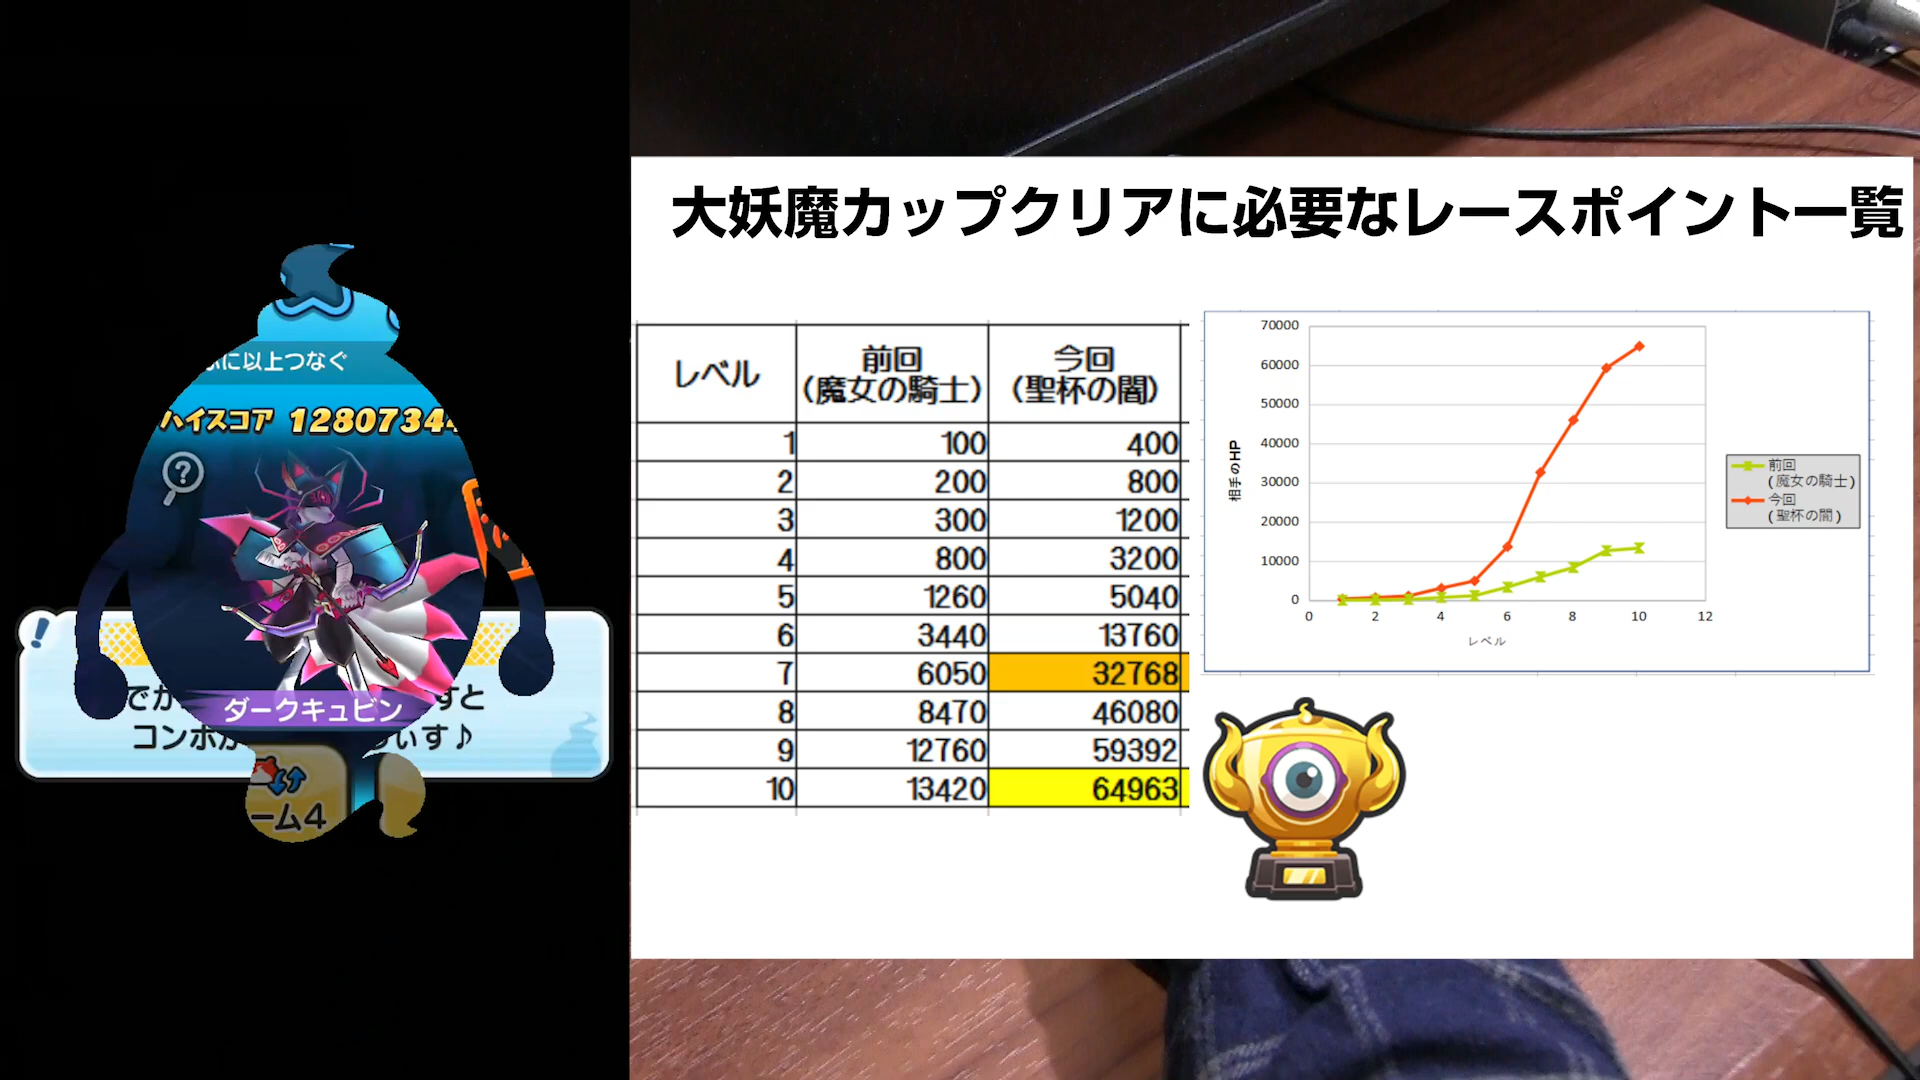 大妖魔カップクリアに必要なレースポイント一覧
に以上つなぐ
ハイスコア 1280734
?
ダークキュビン
!
でか
すと
コンボが
いす♪
ーム4
レベル 前回 (魔女の騎士) 今回 (聖杯の闇)
1 100 400
2 200 800
3 300 1200
4 800 3200
5 1260 5040
6 3440 13760
7 6050 32768
8 8470 46080
9 12760 59392
10 13420 64963
70000
60000
50000
40000
30000
20000
10000
0
相手のHP
0 2 4 6 8 10 12
レベル
前回
(魔女の騎士)
今回
(聖杯の闇)